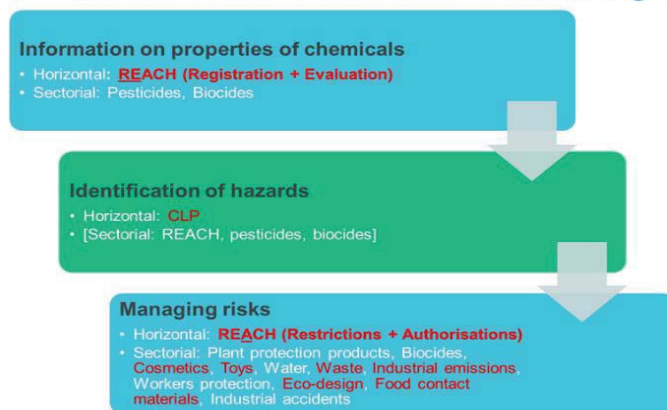 Information on properties of chemicals
• Horizontal: REACH (Registration + Evaluation)
• Sectorial: Pesticides, Biocides
Identification of hazards
• Horizontal: CLP
• [Sectorial: REACH, pesticides, biocides]
Managing risks
• Horizontal: REACH (Restrictions + Authorisations)
• Sectorial: Plant protection products, Biocides,
Cosmetics, Toys, Water, Waste, Industrial emissions,
Workers protection, Eco-design, Food contact
materials, Industrial accidents